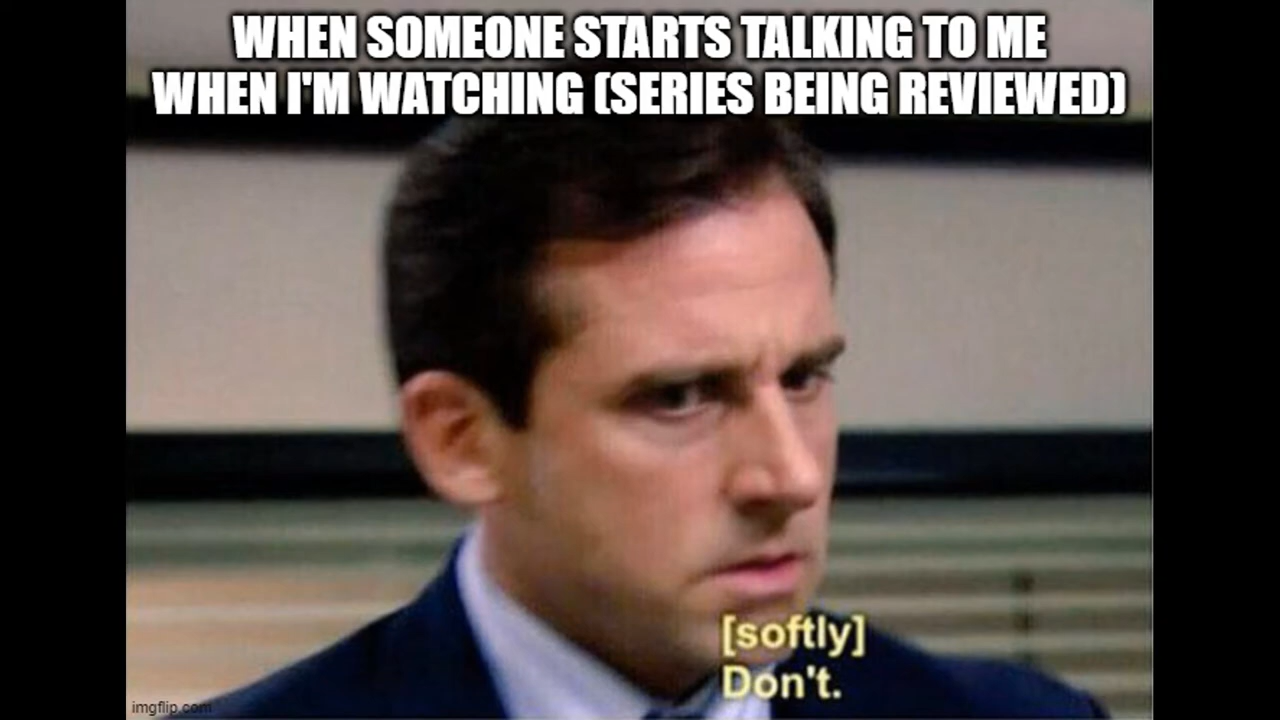 WHEN SOMEONE STARTS TALKING TO ME
WHEN I'M WATCHING (SERIES BEING REVIEWED)
[softly]
Don't.
imgflip.com